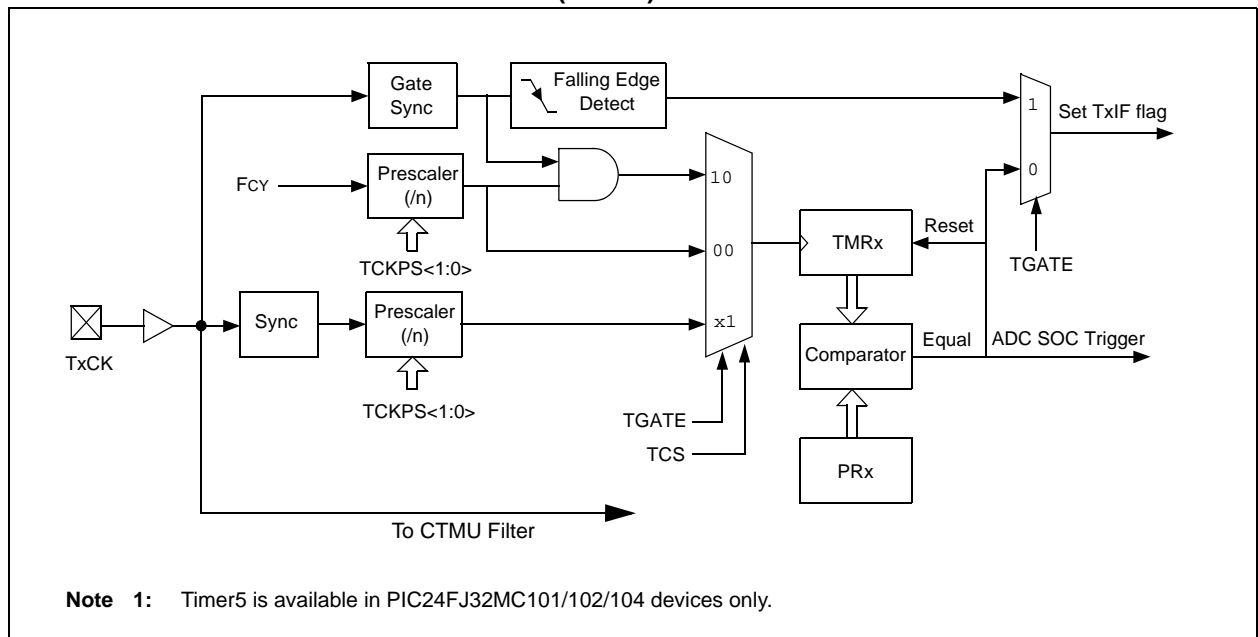 Gate
Sync
Falling Edge
Detect
1
Set TxIF flag
0
FCY
Prescaler
(/n)
10
00
TMRx
Reset
TGATE
TCKPS<1:0>
TxCK
Sync
Prescaler
(/n)
x1
Comparator
Equal
ADC SOC Trigger
TCKPS<1:0>
TGATE
TCS
PRx
To CTMU Filter
Note 1: Timer5 is available in PIC24FJ32MC101/102/104 devices only.